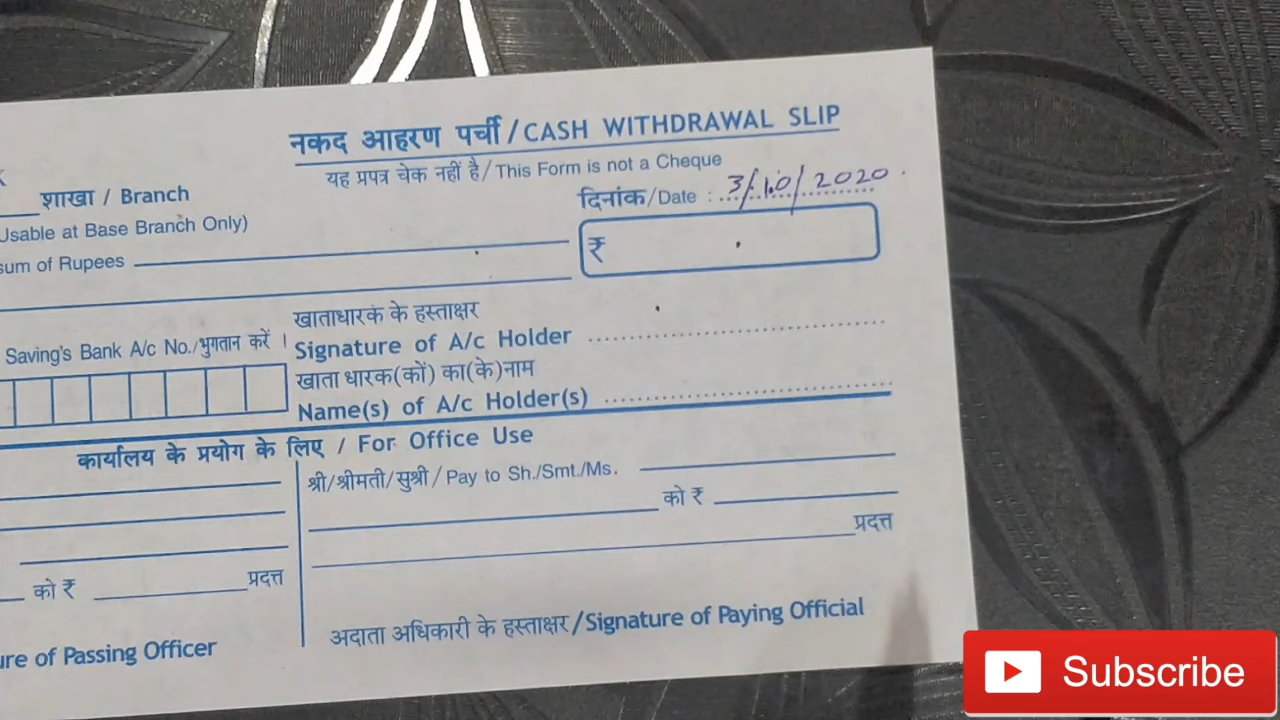 नकद आहरण पर्ची / CASH WITHDRAWAL SLIP
यह प्रपत्र चेक नहीं है / This Form is not a Cheque
शाखा / Branch
दिनांक/Date : 3/10/2020
Usable at Base Branch Only)
sum of Rupees
₹
खाताधारक के हस्ताक्षर
Saving's Bank A/c No./भुगतान करें ।
Signature of A/c Holder
खाता धारक(कों) का(के)नाम
Name(s) of A/c Holder(s)
कार्यालय के प्रयोग के लिए / For Office Use
श्री/श्रीमती/सुश्री / Pay to Sh./Smt./Ms.
को ₹
प्रदत्त
को ₹ प्रदत्त
अदाता अधिकारी के हस्ताक्षर/Signature of Paying Official
ure of Passing Officer
Subscribe